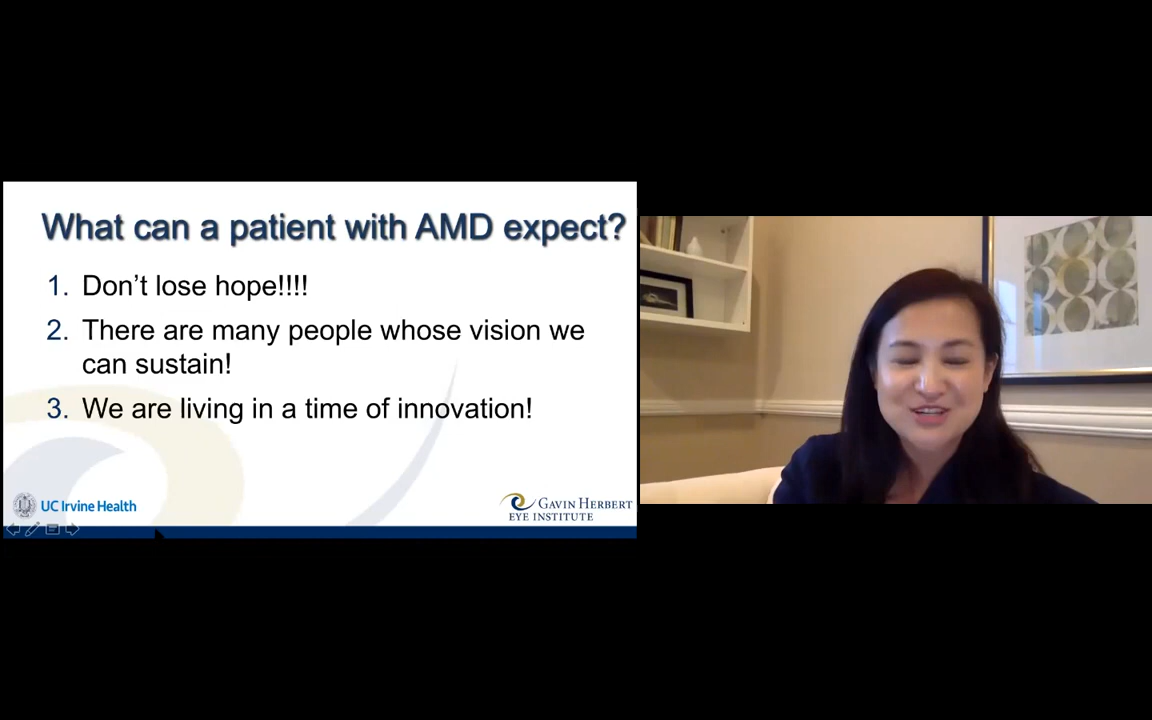 What can a patient with AMD expect?
1. Don't lose hope!!!!
2. There are many people whose vision we
can sustain!
3. We are living in a time of innovation!
UC Irvine Health
GAVIN HERBERT
EYE INSTITUTE